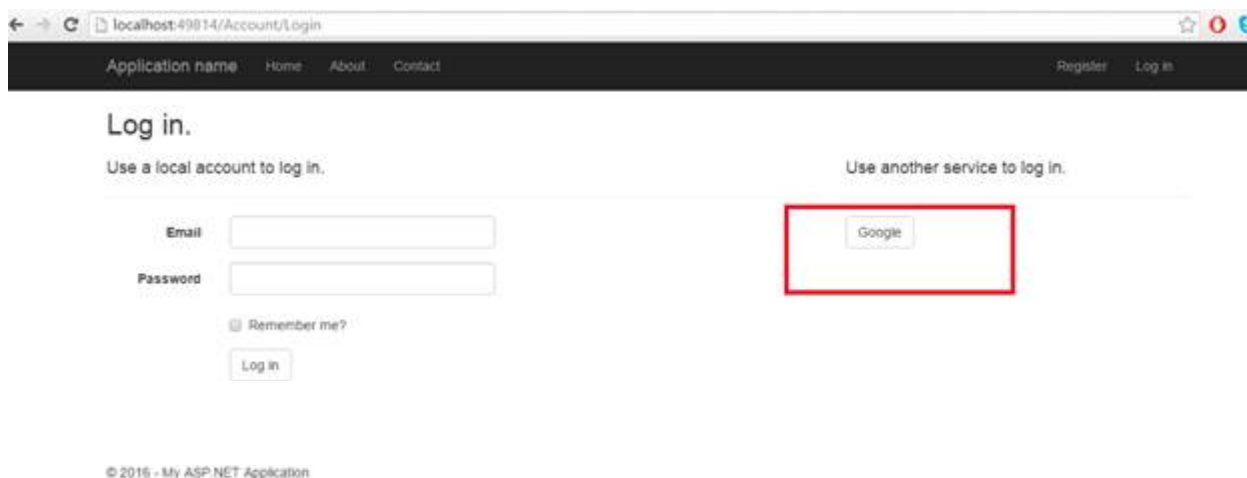 localhost:49814/Account/Login
Application name Home About Contact Register Log in
Log in.
Use a local account to log in.
Use another service to log in.
Email
Google
Password
Remember me?
Log in
© 2016 - My ASP.NET Application